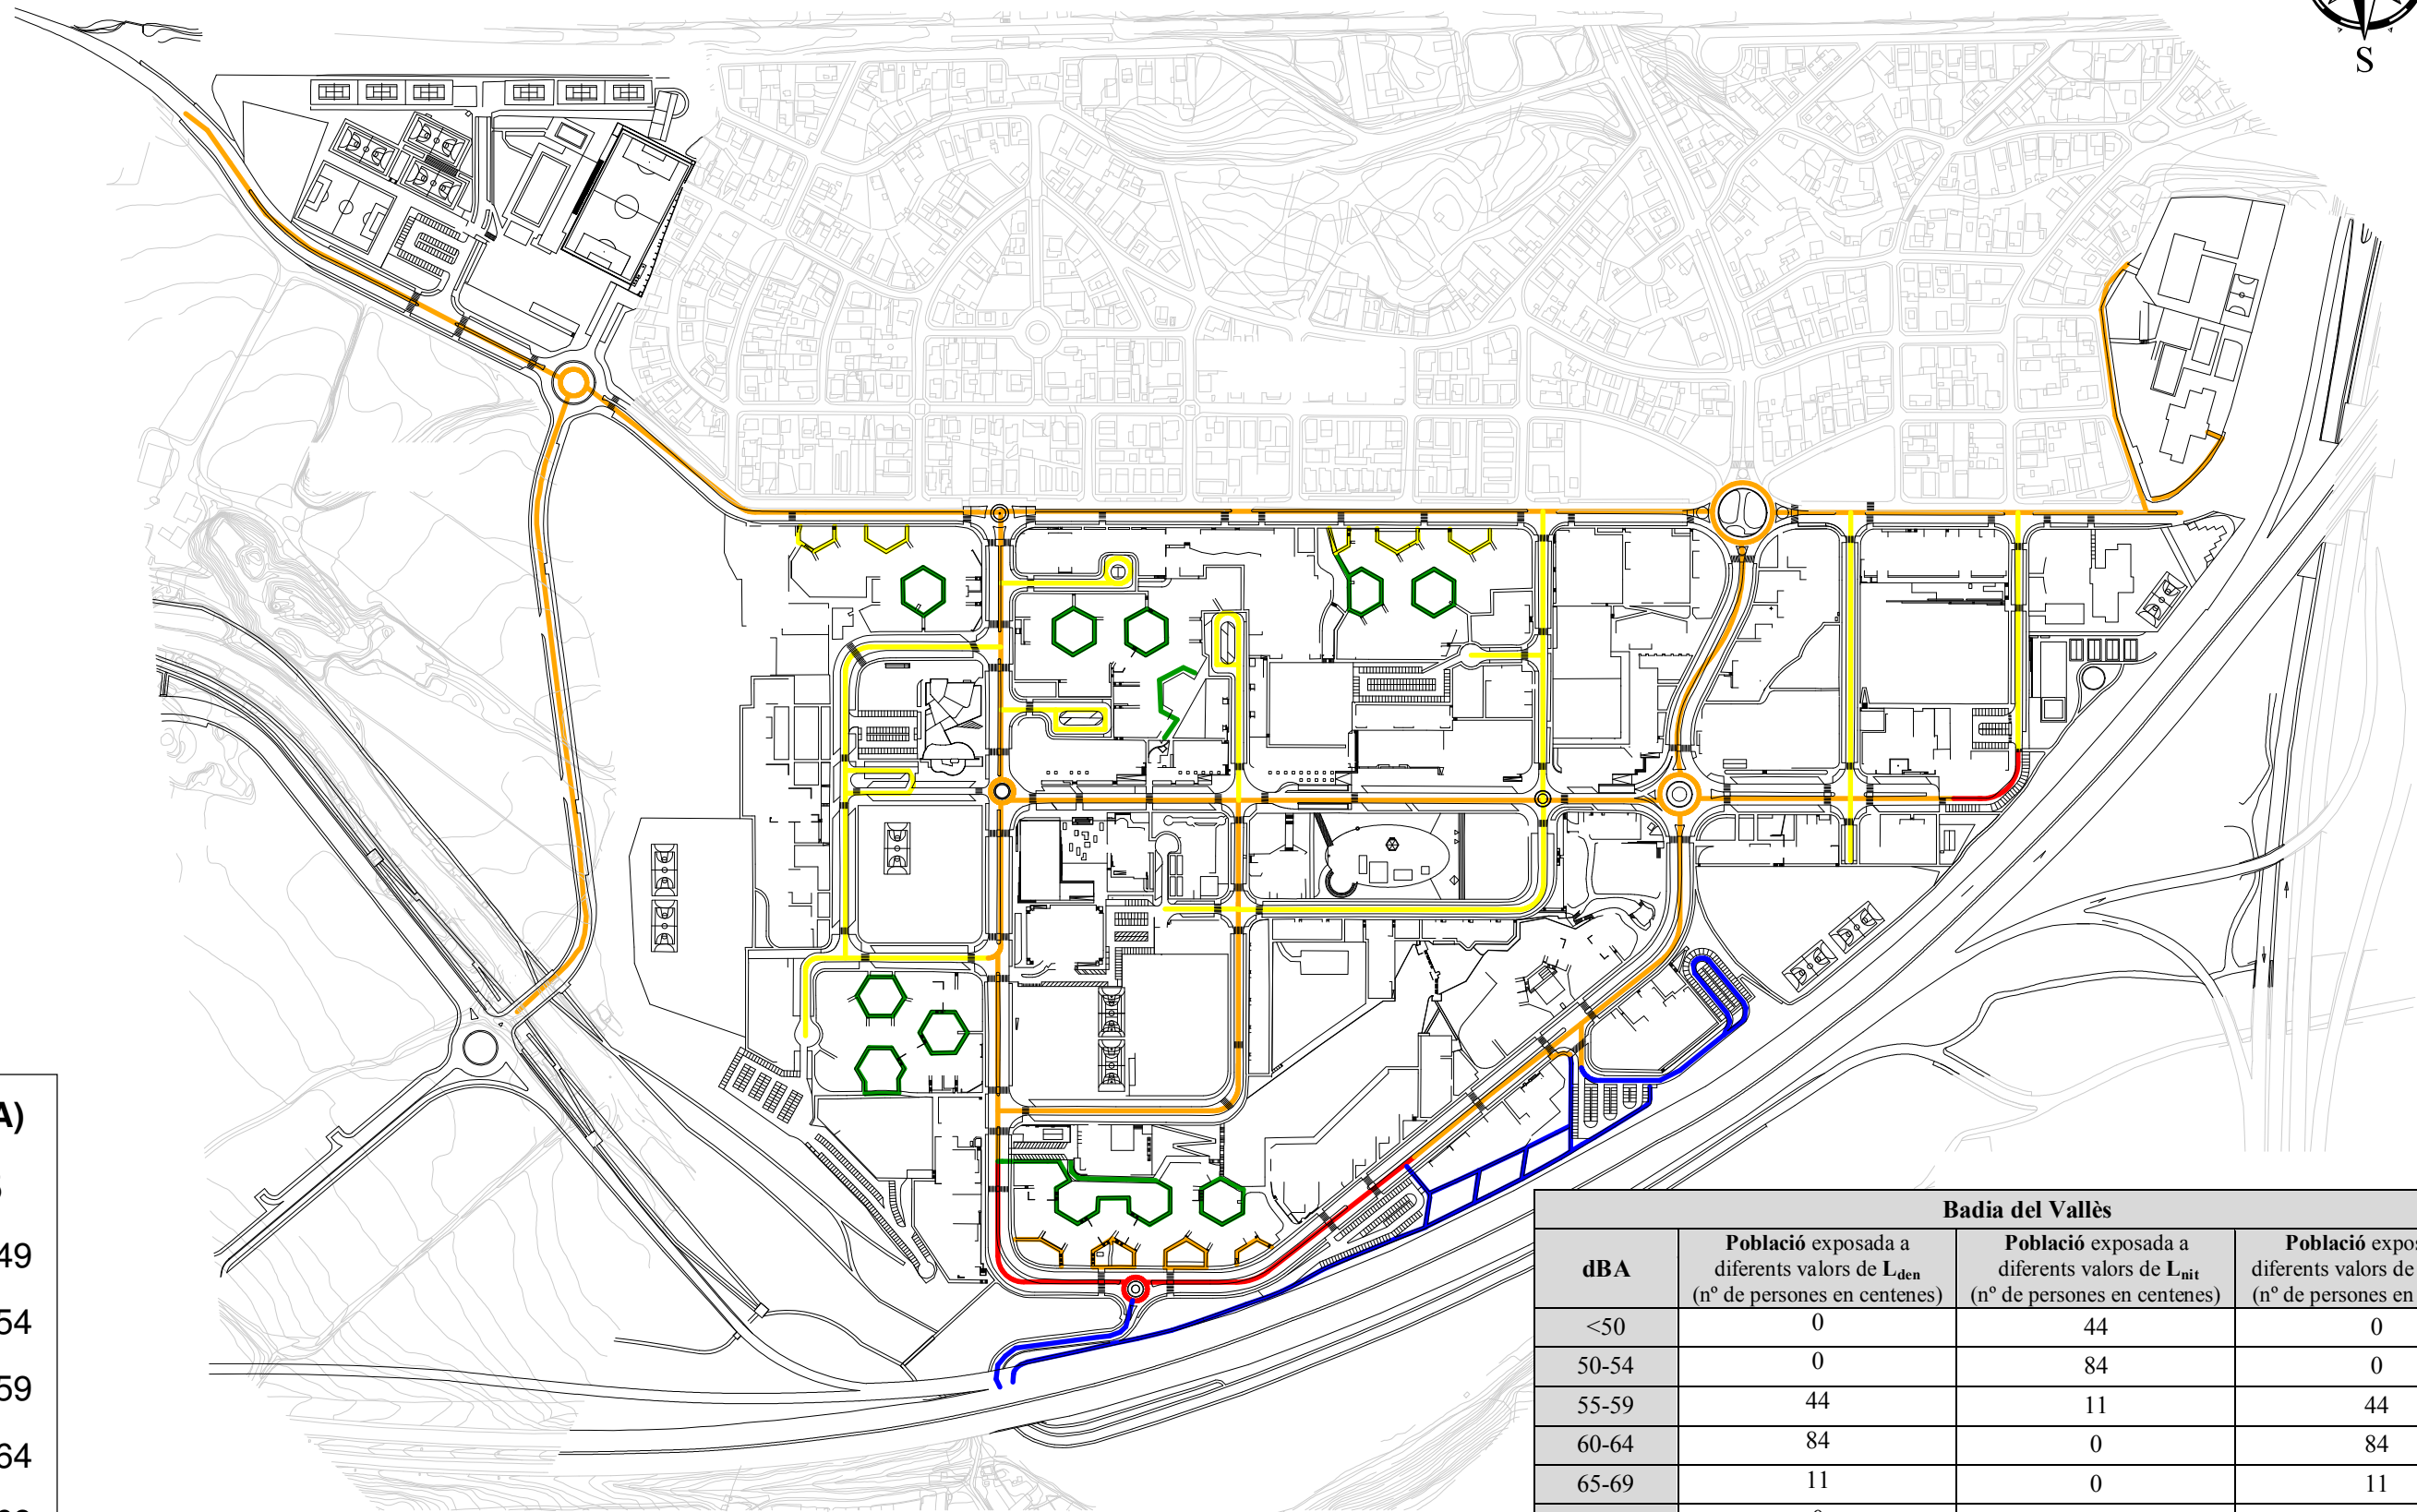 S
A)
49
54
59
64
Badia del Vallès
dBA
Població exposada a
diferents valors de Lden
(nº de persones en centenes)
Població exposada a
diferents valors de Lnit
(nº de persones en centenes)
Població
diferents valors de
(nº de persones en
<50 0 44 0
50-54 0 84 0
55-59 44 11 44
60-64 84 0 84
65-69 11 0 11